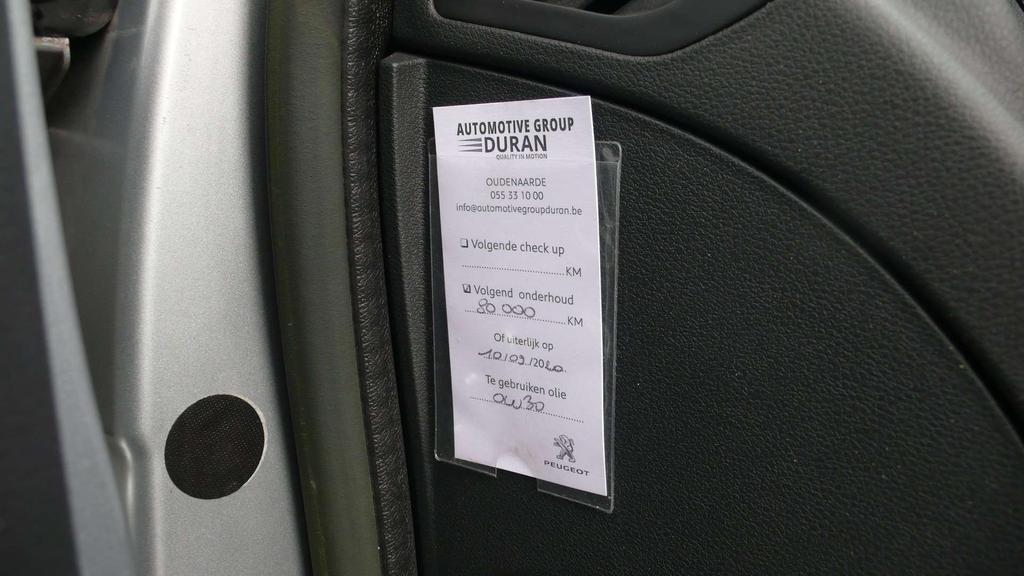 AUTOMOTIVE GROUP
DURAN
QUALITY IN MOTION
OUDENAARDE
055 33 10 00
info@automotivegroupduran.be
❑ Volgende check up
..............................KM
☑ Volgend onderhoud
80 000 KM
Of uiterlijk op
10/09/2020
Te gebruiken olie
0W30
PEUGEOT